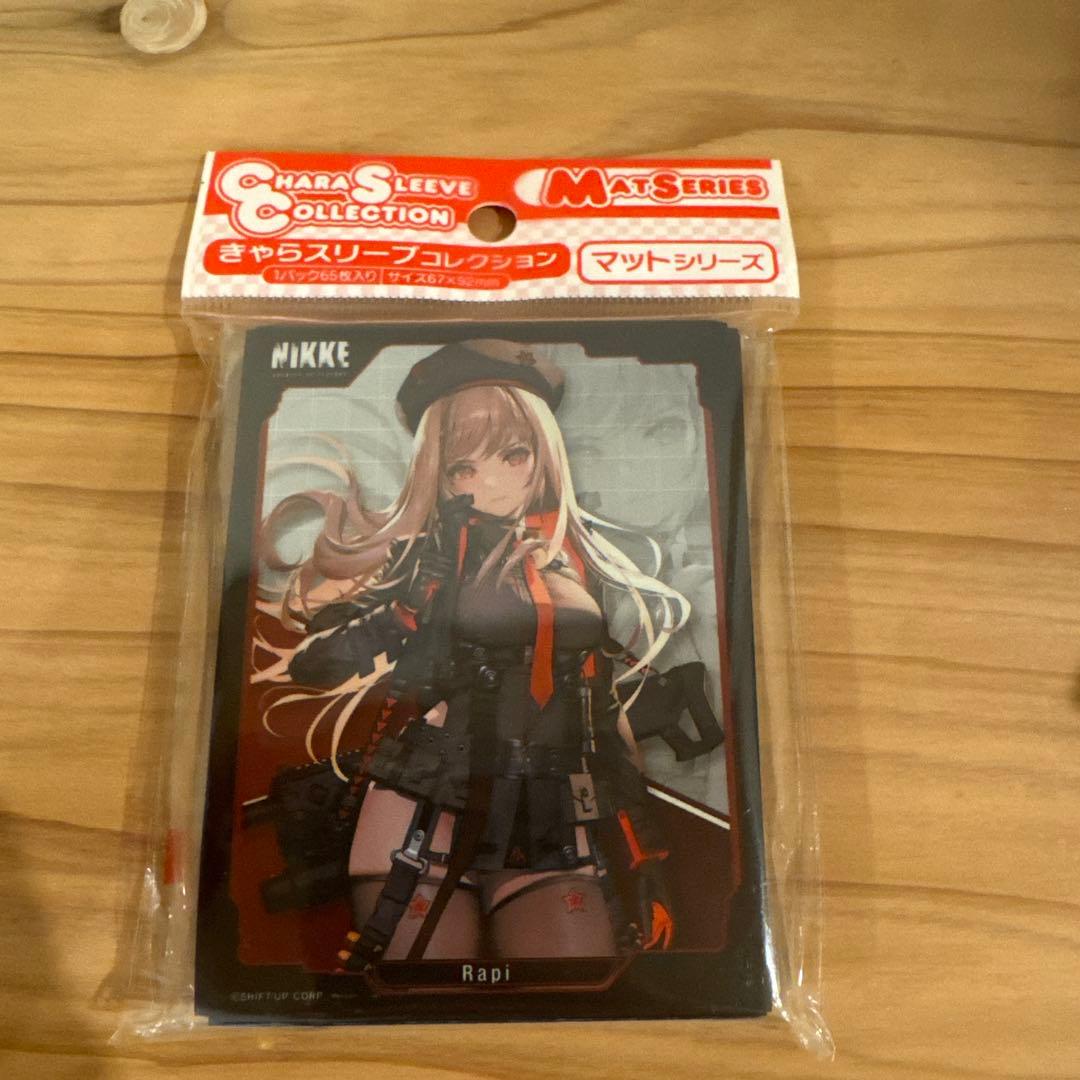 CHARA SLEEVE
COLLECTION
MAT SERIES
きゃらスリーブコレクション
マットシリーズ
1パック65枚入り サイズ67×92mm
NIKKE
Rapi
©SHIFT UP CORP.